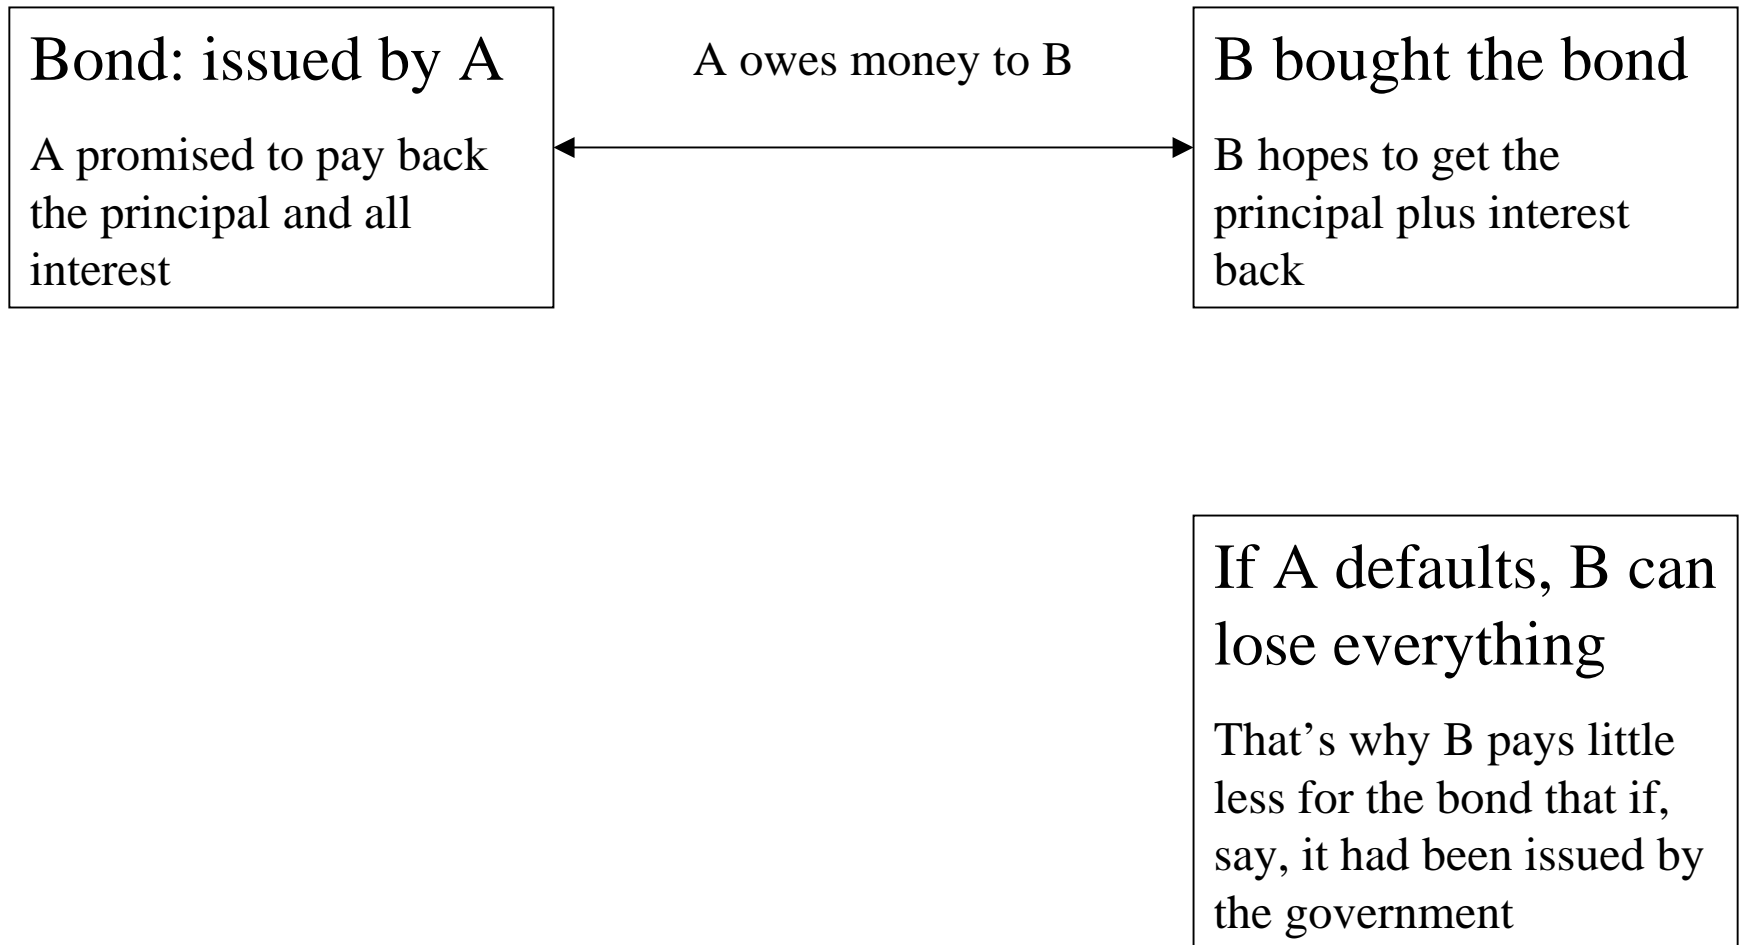 Bond: issued by A
A promised to pay back
the principal and all
interest
A owes money to B
B bought the bond
B hopes to get the
principal plus interest
back
If A defaults, B can
lose everything
That’s why B pays little
less for the bond that if,
say, it had been issued by
the government